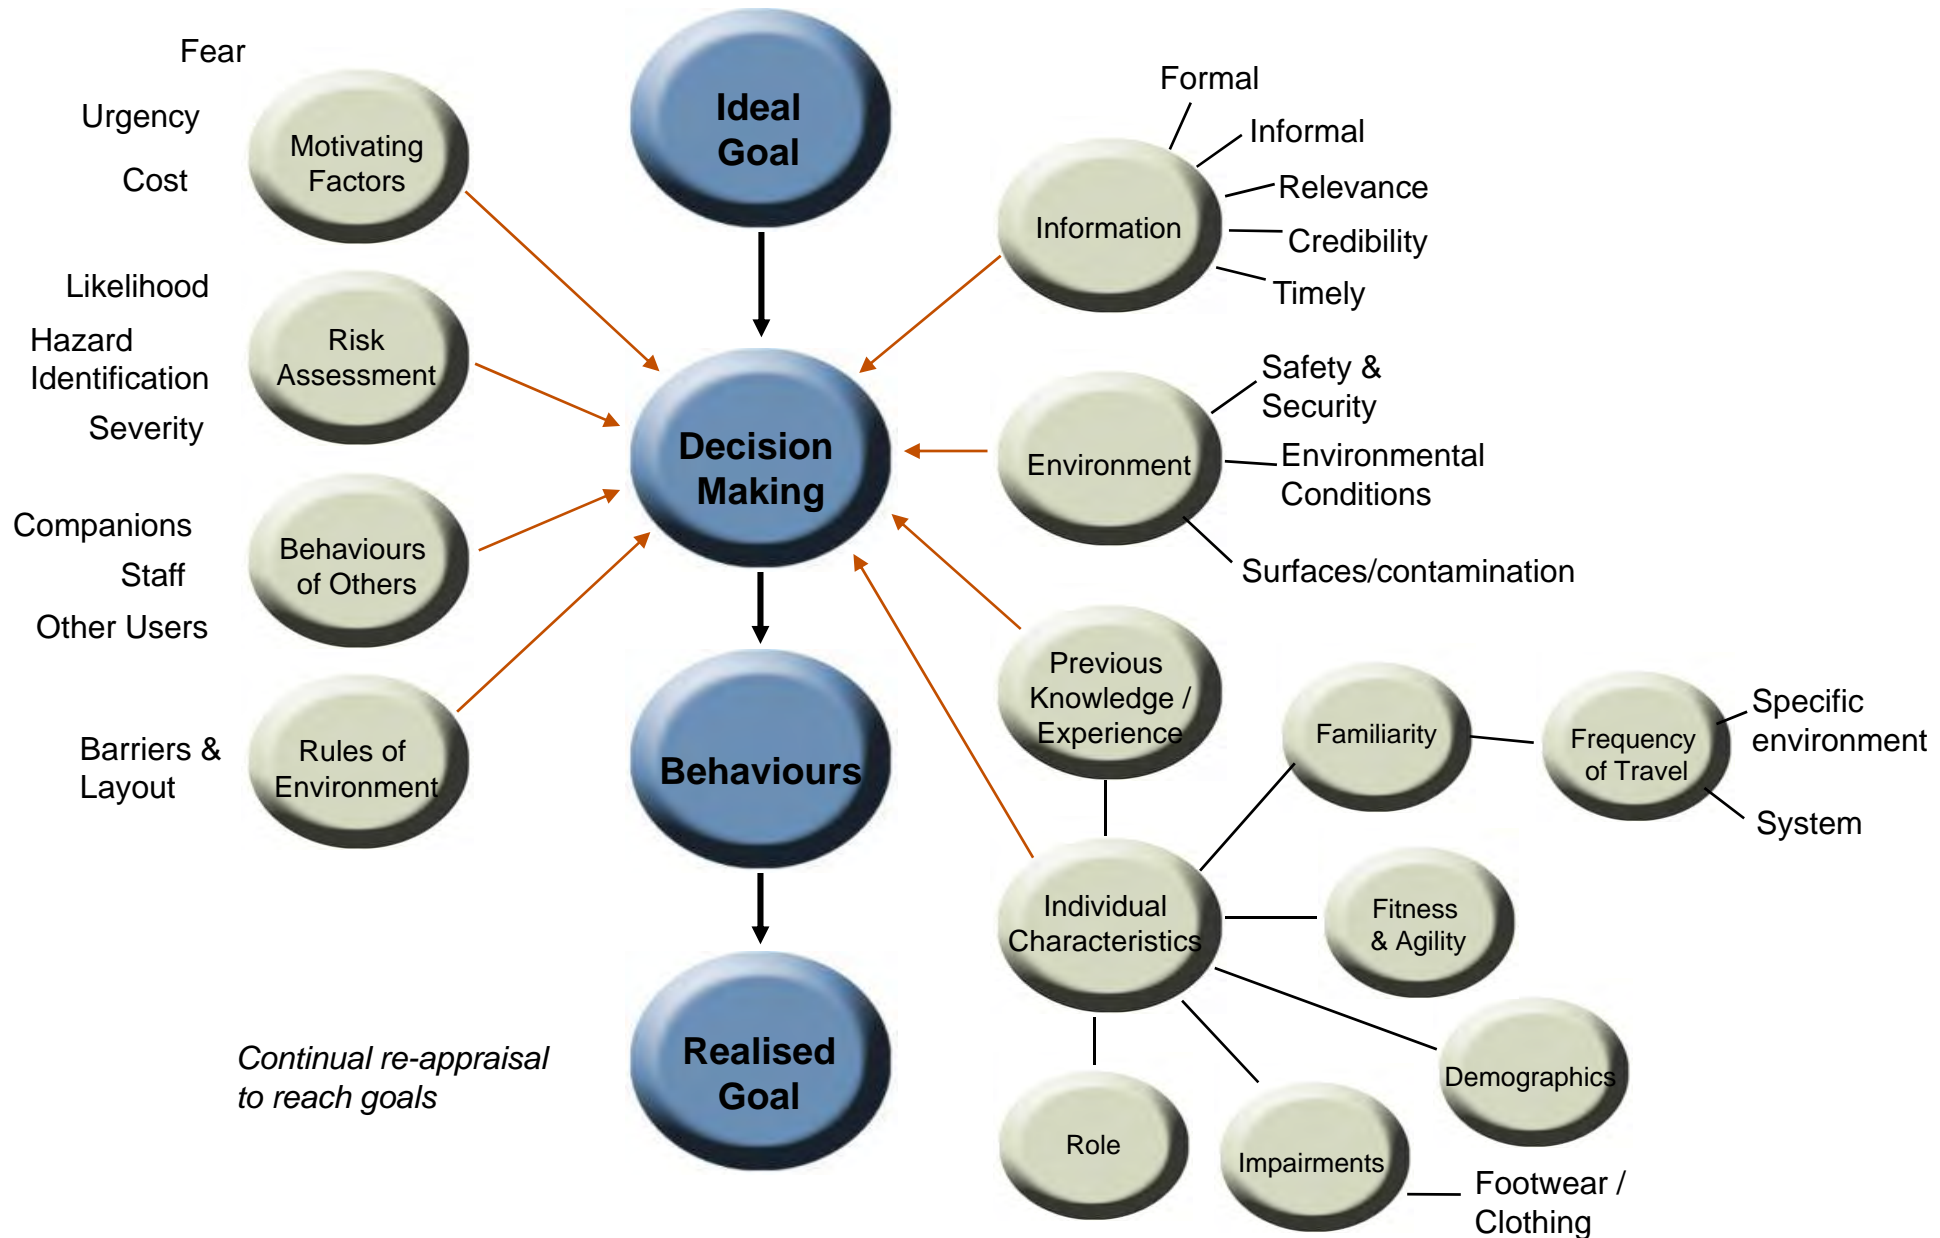 Fear
Urgency
Cost
Motivating
Factors
Likelihood
Hazard
Identification
Severity
Risk
Assessment
Companions
Staff
Other Users
Behaviours
of Others
Barriers &
Layout
Rules of
Environment
Continual re-appraisal
to reach goals
Ideal
Goal
Decision
Making
Behaviours
Realised
Goal
Information
Formal
Informal
Relevance
Credibility
Timely
Environment
Safety &
Security
Environmental
Conditions
Surfaces/contamination
Previous
Knowledge /
Experience
Individual
Characteristics
Familiarity
Frequency
of Travel
Specific
environment
System
Fitness
& Agility
Demographics
Role
Impairments
Footwear /
Clothing